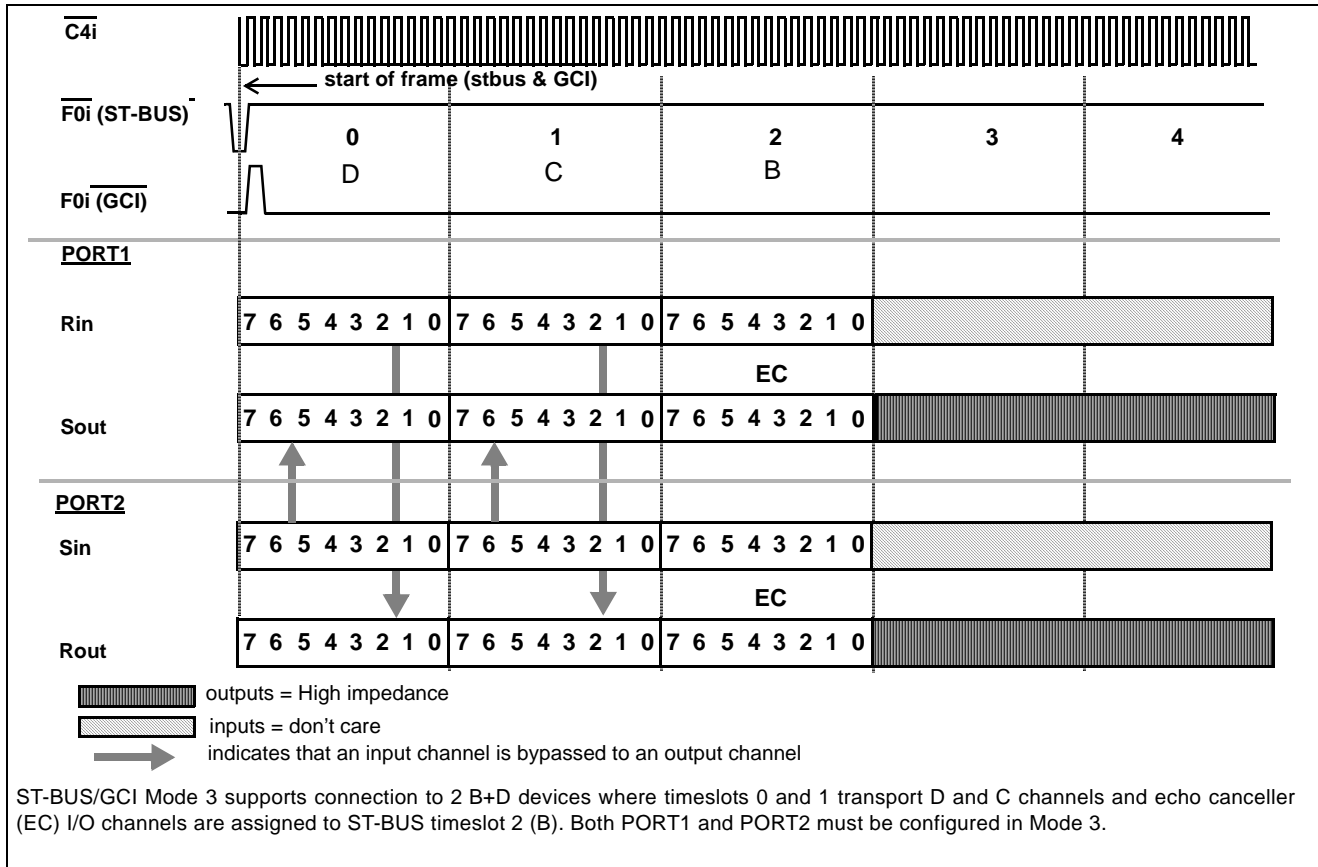 C4i
start of frame (stbus & GCI)
F0i (ST-BUS)
0 1 2 3 4
D C B
F0i (GCI)
PORT1
Rin 7 6 5 4 3 2 1 0 7 6 5 4 3 2 1 0 7 6 5 4 3 2 1 0
EC
Sout 7 6 5 4 3 2 1 0 7 6 5 4 3 2 1 0 7 6 5 4 3 2 1 0
PORT2
Sin 7 6 5 4 3 2 1 0 7 6 5 4 3 2 1 0 7 6 5 4 3 2 1 0
EC
Rout 7 6 5 4 3 2 1 0 7 6 5 4 3 2 1 0 7 6 5 4 3 2 1 0
outputs = High impedance
inputs = don't care
indicates that an input channel is bypassed to an output channel
ST-BUS/GCI Mode 3 supports connection to 2 B+D devices where timeslots 0 and 1 transport D and C channels and echo canceller
(EC) I/O channels are assigned to ST-BUS timeslot 2 (B). Both PORT1 and PORT2 must be configured in Mode 3.